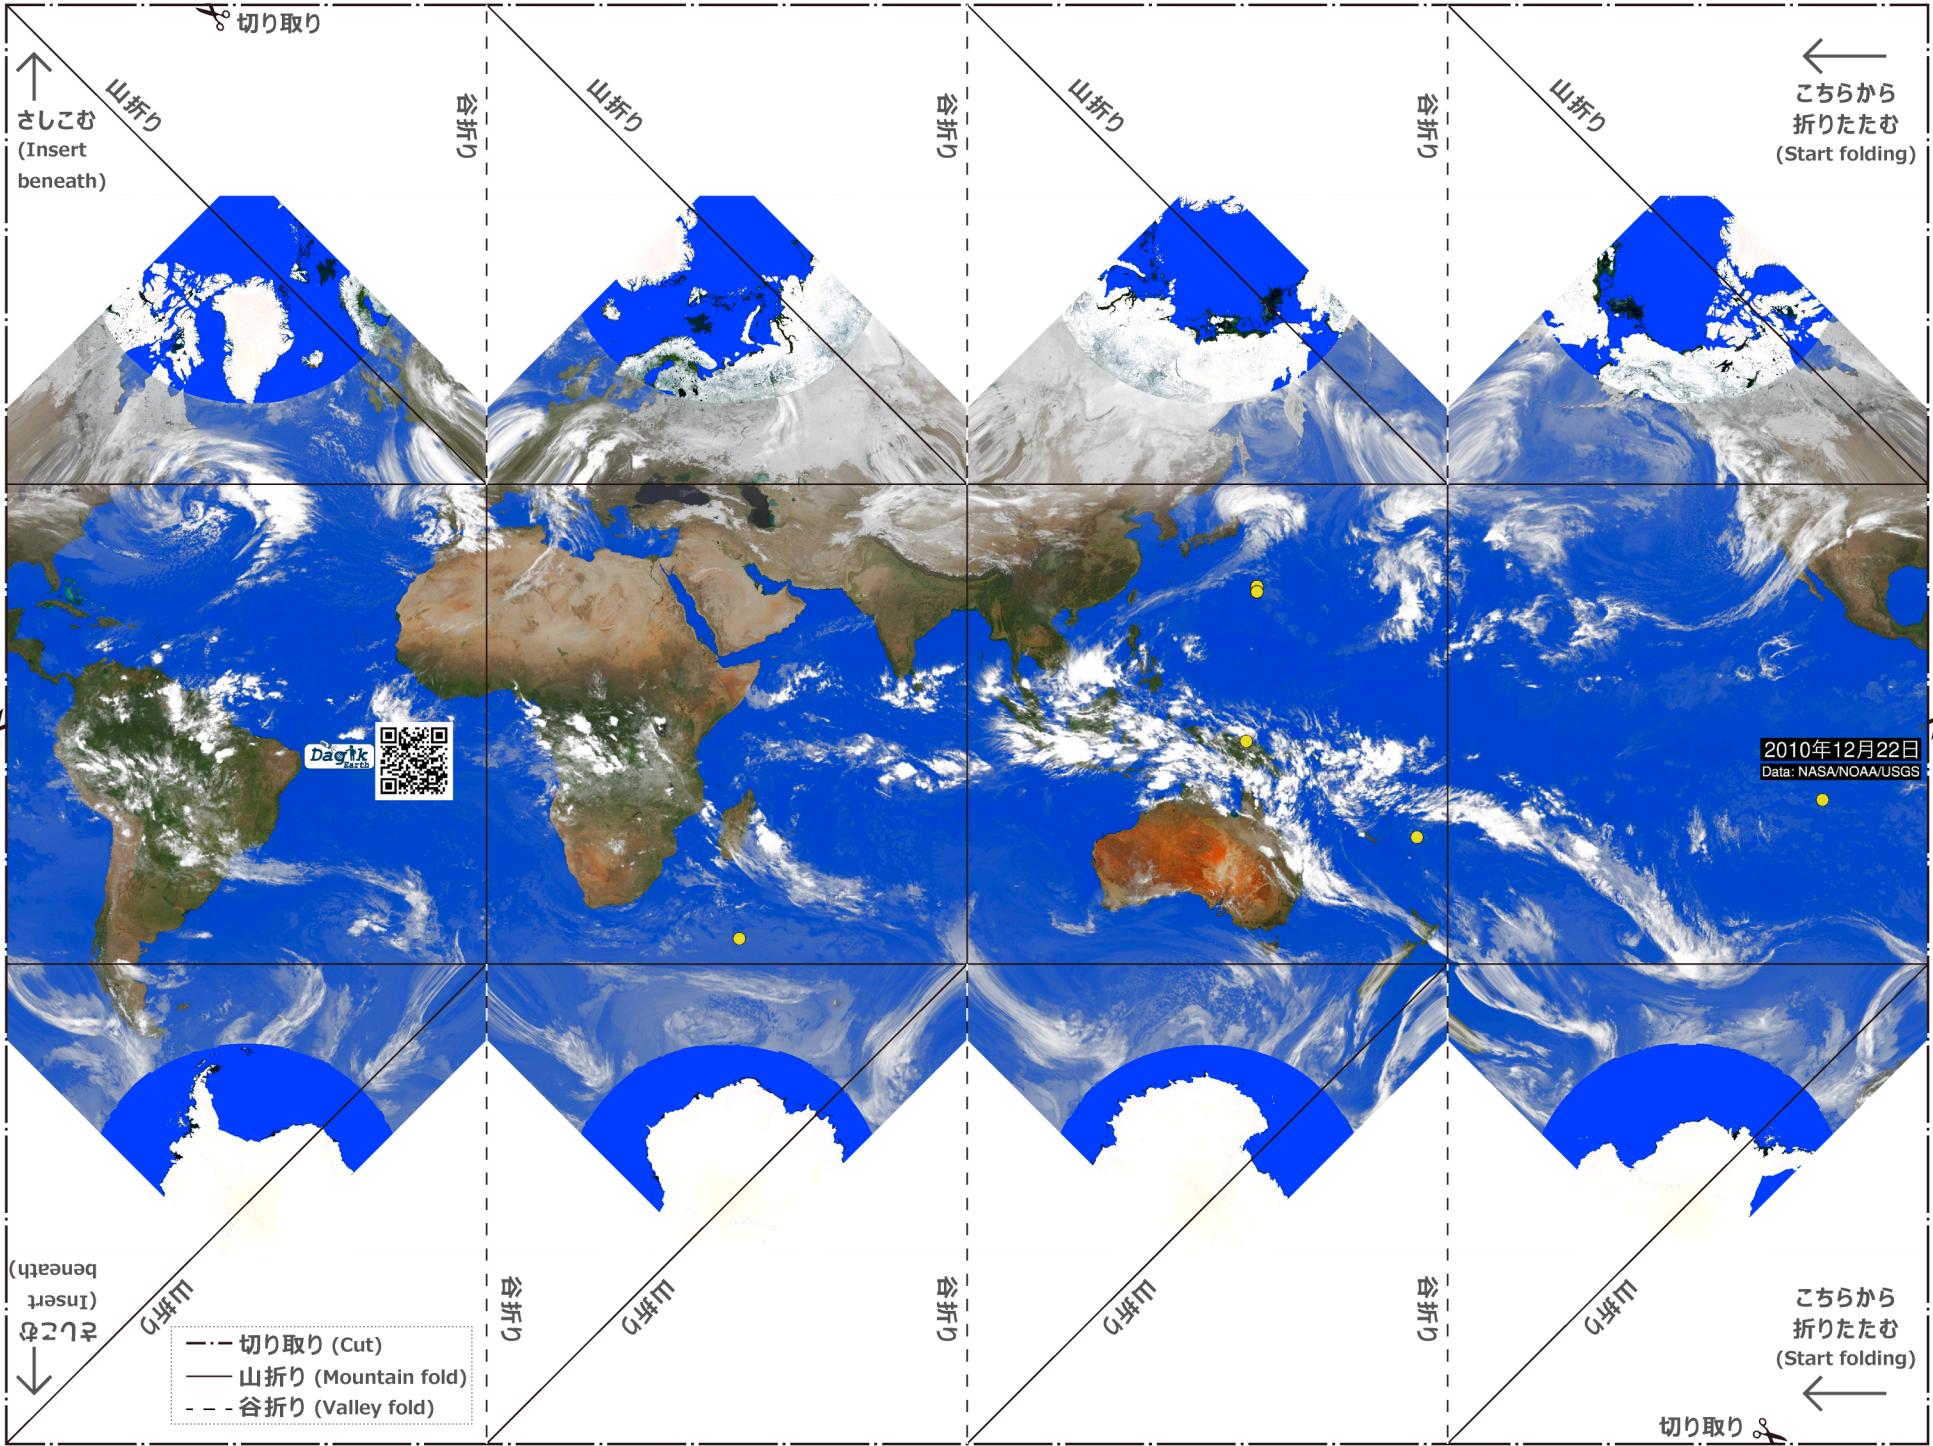 切り取り
山折り
谷折り
山折り
谷折り
山折り
谷折り
山折り
さしこむ
(Insert
beneath)
こちらから
折りたたむ
(Start folding)
Dagik
Earth
2010年12月22日
Data: NASA/NOAA/USGS
さしこむ
(Insert
beneath)
山折り
谷折り
山折り
谷折り
山折り
谷折り
山折り
こちらから
折りたたむ
(Start folding)
切り取り (Cut)
山折り (Mountain fold)
谷折り (Valley fold)
切り取り